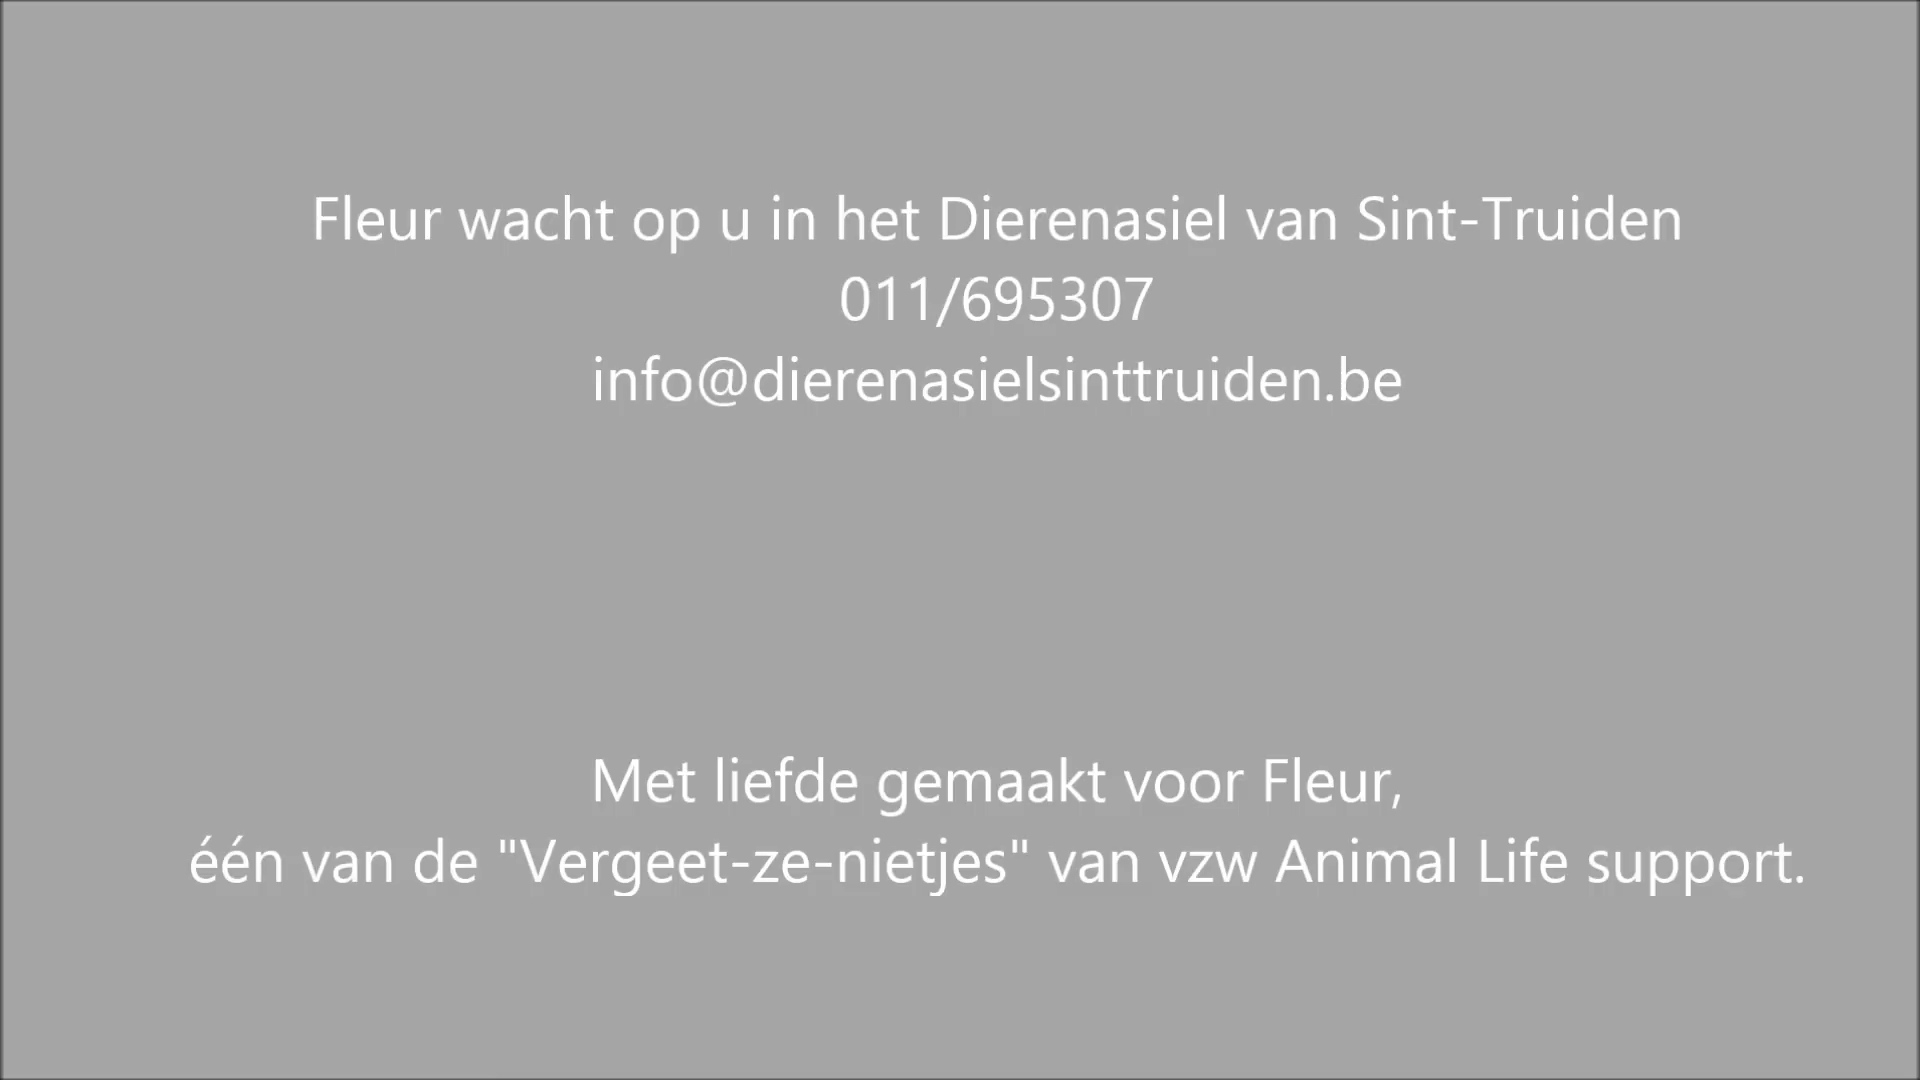 Fleur wacht op u in het Dierenasiel van Sint-Truiden
011/695307
info@dierenasielsinttruiden.be
Met liefde gemaakt voor Fleur,
één van de "Vergeet-ze-nietjes" van vzw Animal Life support.